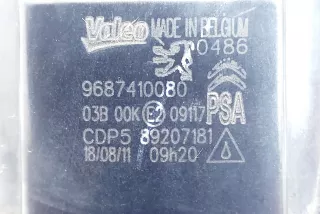 Valeo MADE IN BELGIUM
0486
9687410080
03B 00K E2 09117 PSA
CDP5 89207181
18/08/11 09h20